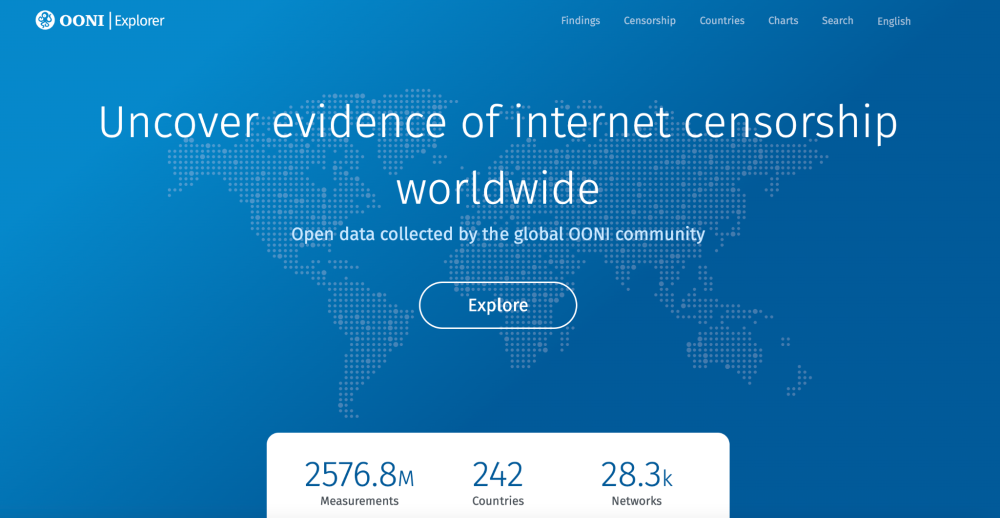 OONI Explorer
Findings Censorship Countries Charts Search English
Uncover evidence of internet censorship
worldwide
Open data collected by the global OONI community
Explore
2576.8M 242 28.3k
Measurements Countries Networks